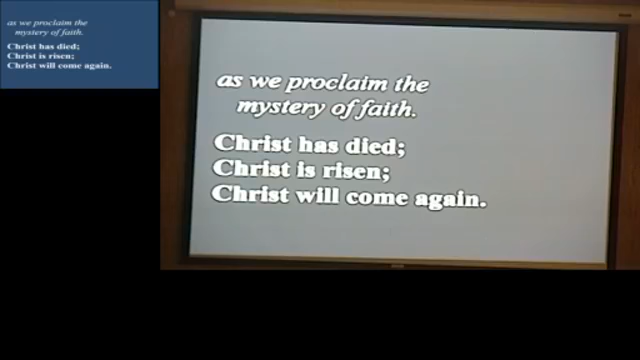 as we proclaim the
mystery of faith.
Christ has died;
Christ is risen;
Christ will come again.
as we proclaim the
mystery of faith.
Christ has died;
Christ is risen;
Christ will come again.